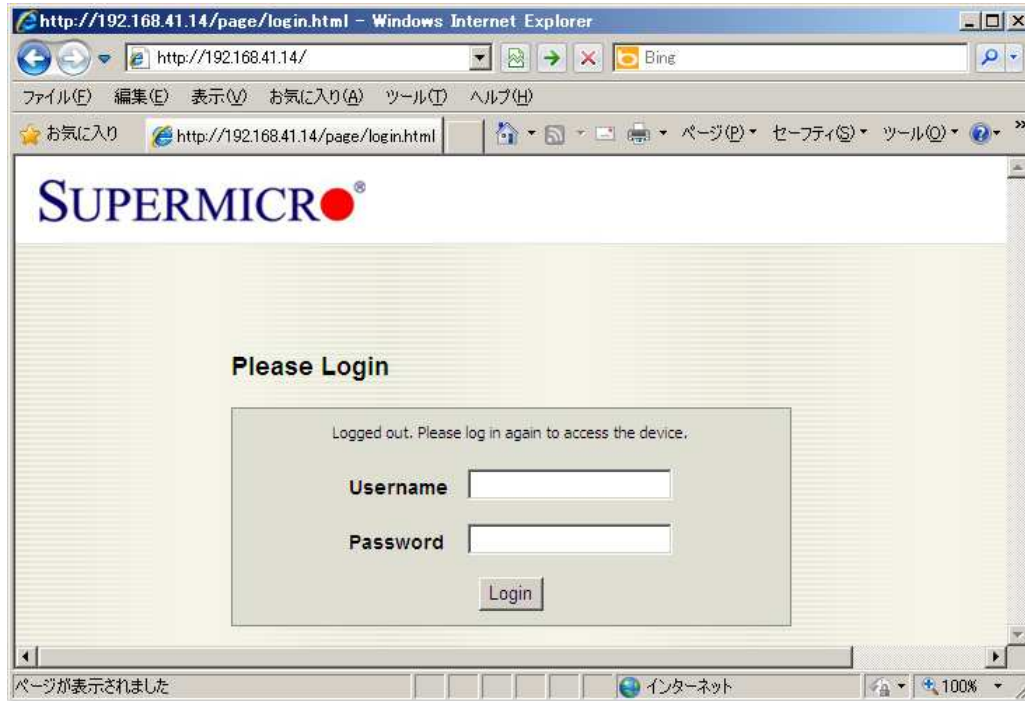 http://192.168.41.14/page/login.html - Windows Internet Explorer
http://192.168.41.14/ Bing
ファイル(F) 編集(E) 表示(V) お気に入り(A) ツール(T) ヘルプ(H)
お気に入り http://192.168.41.14/page/login.html ページ(P) セーフティ(S) ツール(O) »
SUPERMICRO®
Please Login
Logged out. Please log in again to access the device.
Username
Password
Login
ページが表示されました インターネット 100%